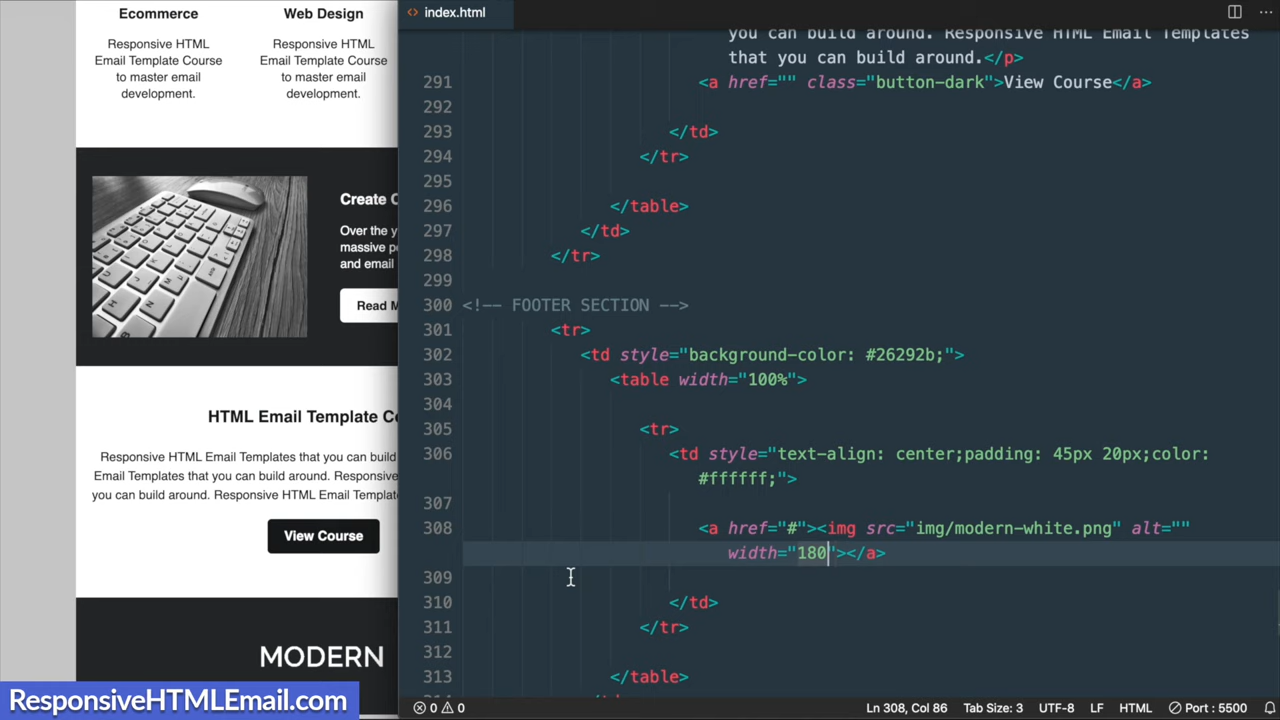 Ecommerce
Web Design
Responsive HTML
Email Template Course
to master email
development.
Responsive HTML
Email Template Course
to master email
development.
Create C
Over the y
massive p
and email
Read M
HTML Email Template Co
Responsive HTML Email Templates that you can build
Email Templates that you can build around. Responsive
you can build around. Responsive HTML Email Template
View Course
MODERN
ResponsiveHTMLEmail.com
<> index.html
you can build around. Responsive HTML Email Templates
that you can build around.</p>
291 <a href="" class="button-dark">View Course</a>
292
293 </td>
294 </tr>
295
296 </table>
297 </td>
298 </tr>
299
300 <!-- FOOTER SECTION -->
301 <tr>
302 <td style="background-color: #26292b;">
303 <table width="100%">
304
305 <tr>
306 <td style="text-align: center;padding: 45px 20px;color:
#ffffff;">
307
308 <a href="#"><img src="img/modern-white.png" alt=""
width="180"></a>
309
310 </td>
311 </tr>
312
313 </table>
0 0 Ln 308, Col 86 Tab Size: 3 UTF-8 LF HTML Port : 5500